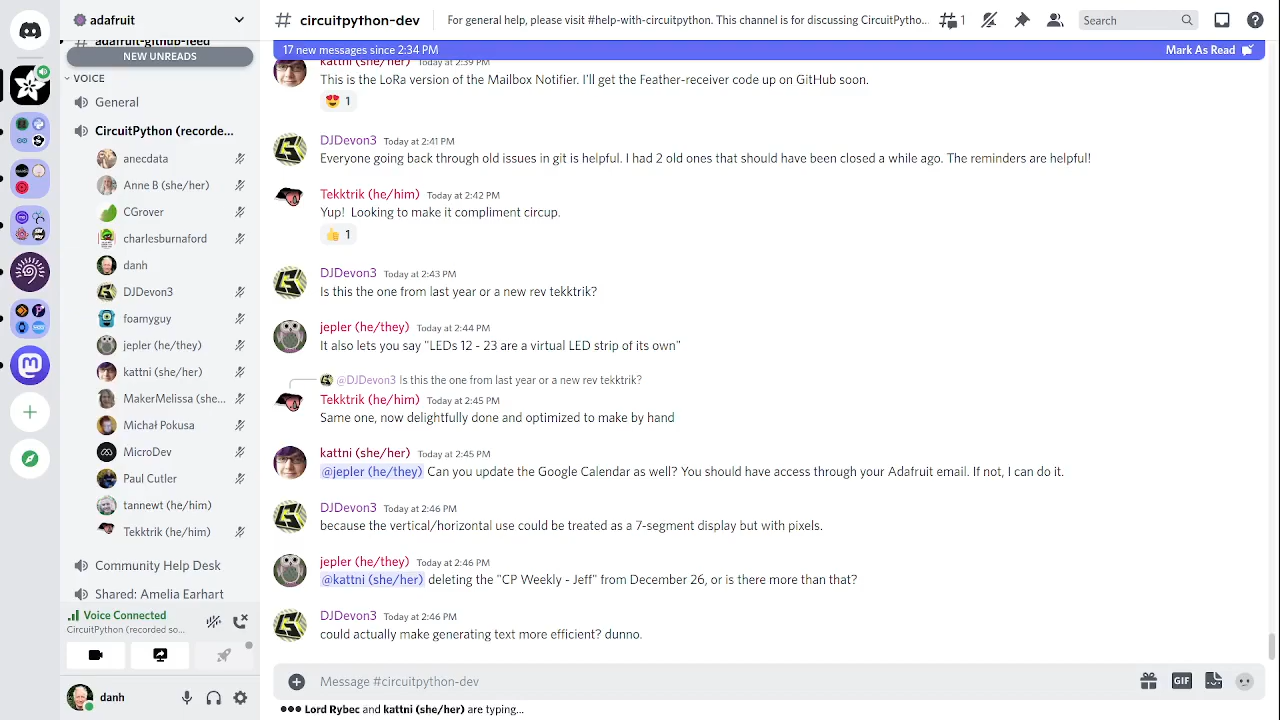 adafruit
adafruit-github-feed
NEW UNREADS
VOICE
General
CircuitPython (recorde...
anecdata
Anne B (she/her)
CGrover
charlesburnaford
danh
DJDevon3
foamyguy
jepler (he/they)
kattni (she/her)
MakerMelissa (she...
Michał Pokusa
MicroDev
Paul Cutler
tannewt (he/him)
Tekktrik (he/him)
Community Help Desk
Shared: Amelia Earhart
Voice Connected
CircuitPython (recorded so...
danh
# circuitpython-dev
For general help, please visit #help-with-circuitpython. This channel is for discussing CircuitPytho...
1
Search
17 new messages since 2:34 PM
Mark As Read
kattni (she/her) Today at 2:39 PM
This is the LoRa version of the Mailbox Notifier. I'll get the Feather-receiver code up on GitHub soon.
1
DJDevon3 Today at 2:41 PM
Everyone going back through old issues in git is helpful. I had 2 old ones that should have been closed a while ago. The reminders are helpful!
Tekktrik (he/him) Today at 2:42 PM
Yup! Looking to make it compliment circup.
1
DJDevon3 Today at 2:43 PM
Is this the one from last year or a new rev tekktrik?
jepler (he/they) Today at 2:44 PM
It also lets you say "LEDs 12 - 23 are a virtual LED strip of its own"
@DJDevon3 Is this the one from last year or a new rev tekktrik?
Tekktrik (he/him) Today at 2:45 PM
Same one, now delightfully done and optimized to make by hand
kattni (she/her) Today at 2:45 PM
@jepler (he/they) Can you update the Google Calendar as well? You should have access through your Adafruit email. If not, I can do it.
DJDevon3 Today at 2:46 PM
because the vertical/horizontal use could be treated as a 7-segment display but with pixels.
jepler (he/they) Today at 2:46 PM
@kattni (she/her) deleting the "CP Weekly - Jeff" from December 26, or is there more than that?
DJDevon3 Today at 2:46 PM
could actually make generating text more efficient? dunno.
Message #circuitpython-dev
GIF
Lord Rybec and kattni (she/her) are typing...